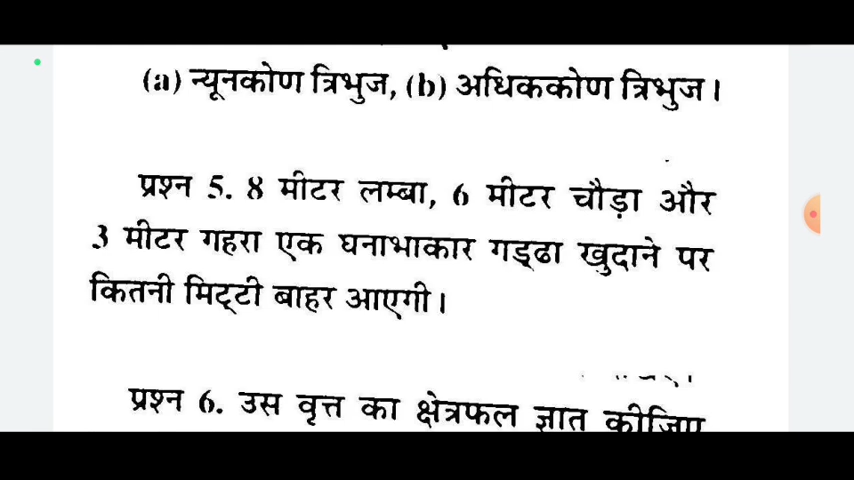 (a) न्यूनकोण त्रिभुज, (b) अधिककोण त्रिभुज।
प्रश्न 5. 8 मीटर लम्बा, 6 मीटर चौड़ा और
3 मीटर गहरा एक घनाभाकार गड्ढा खुदाने पर
कितनी मिट्टी बाहर आएगी।
प्रश्न 6. उस वृत्त का क्षेत्रफल ज्ञात कीजिए